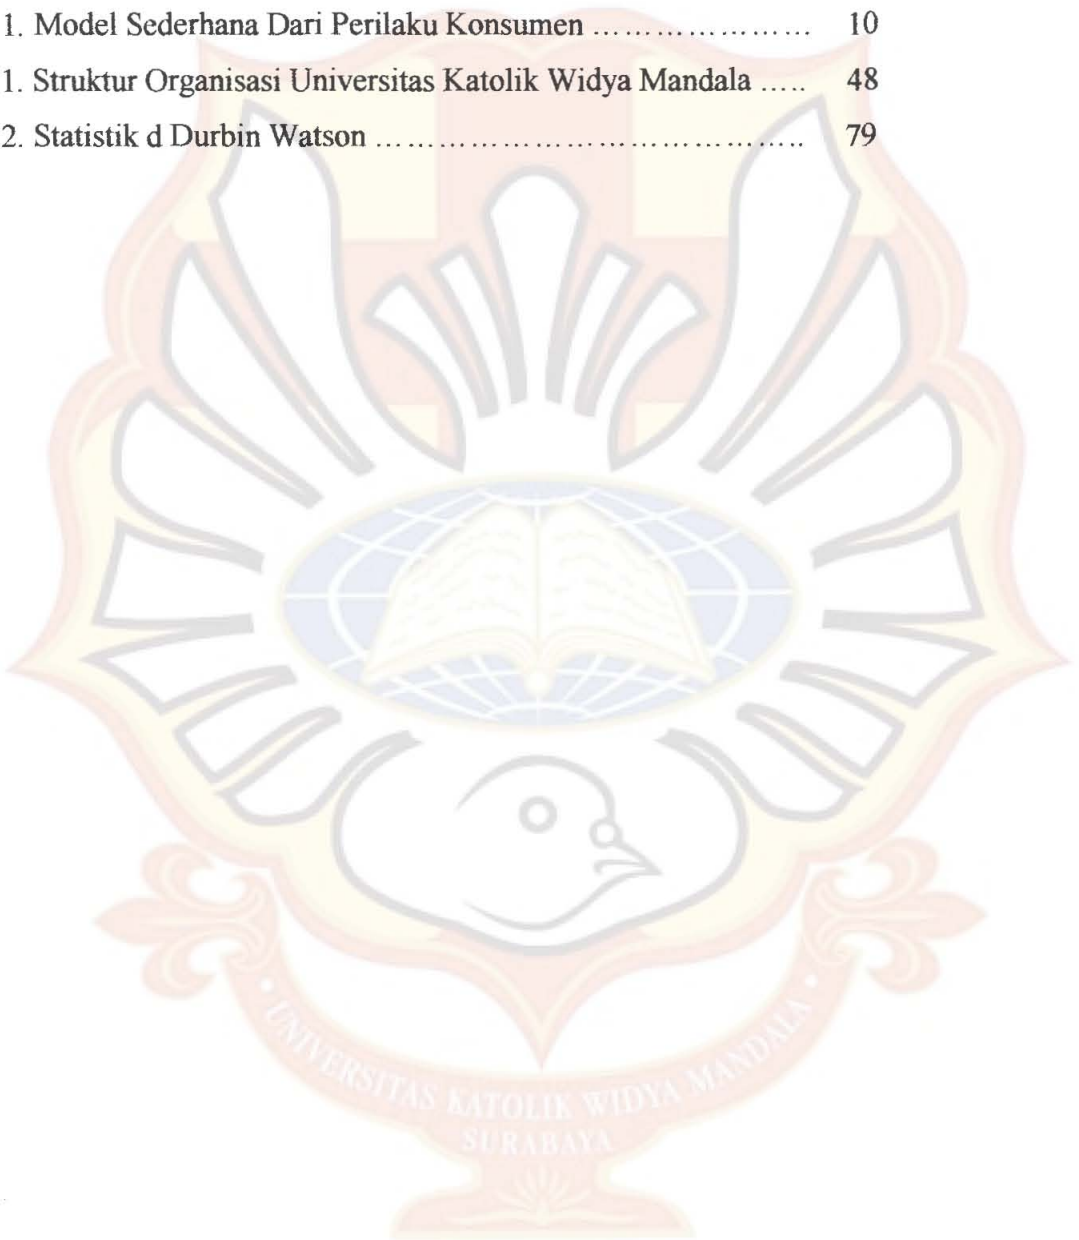 1. Model Sederhana Dari Perilaku Konsumen ..................... 10
1. Struktur Organisasi Universitas Katolik Widya Mandala ..... 48
2. Statistik d Durbin Watson .......................................... 79
UNIVERSITAS KATOLIK WIDYA MANDALA
SURABAYA